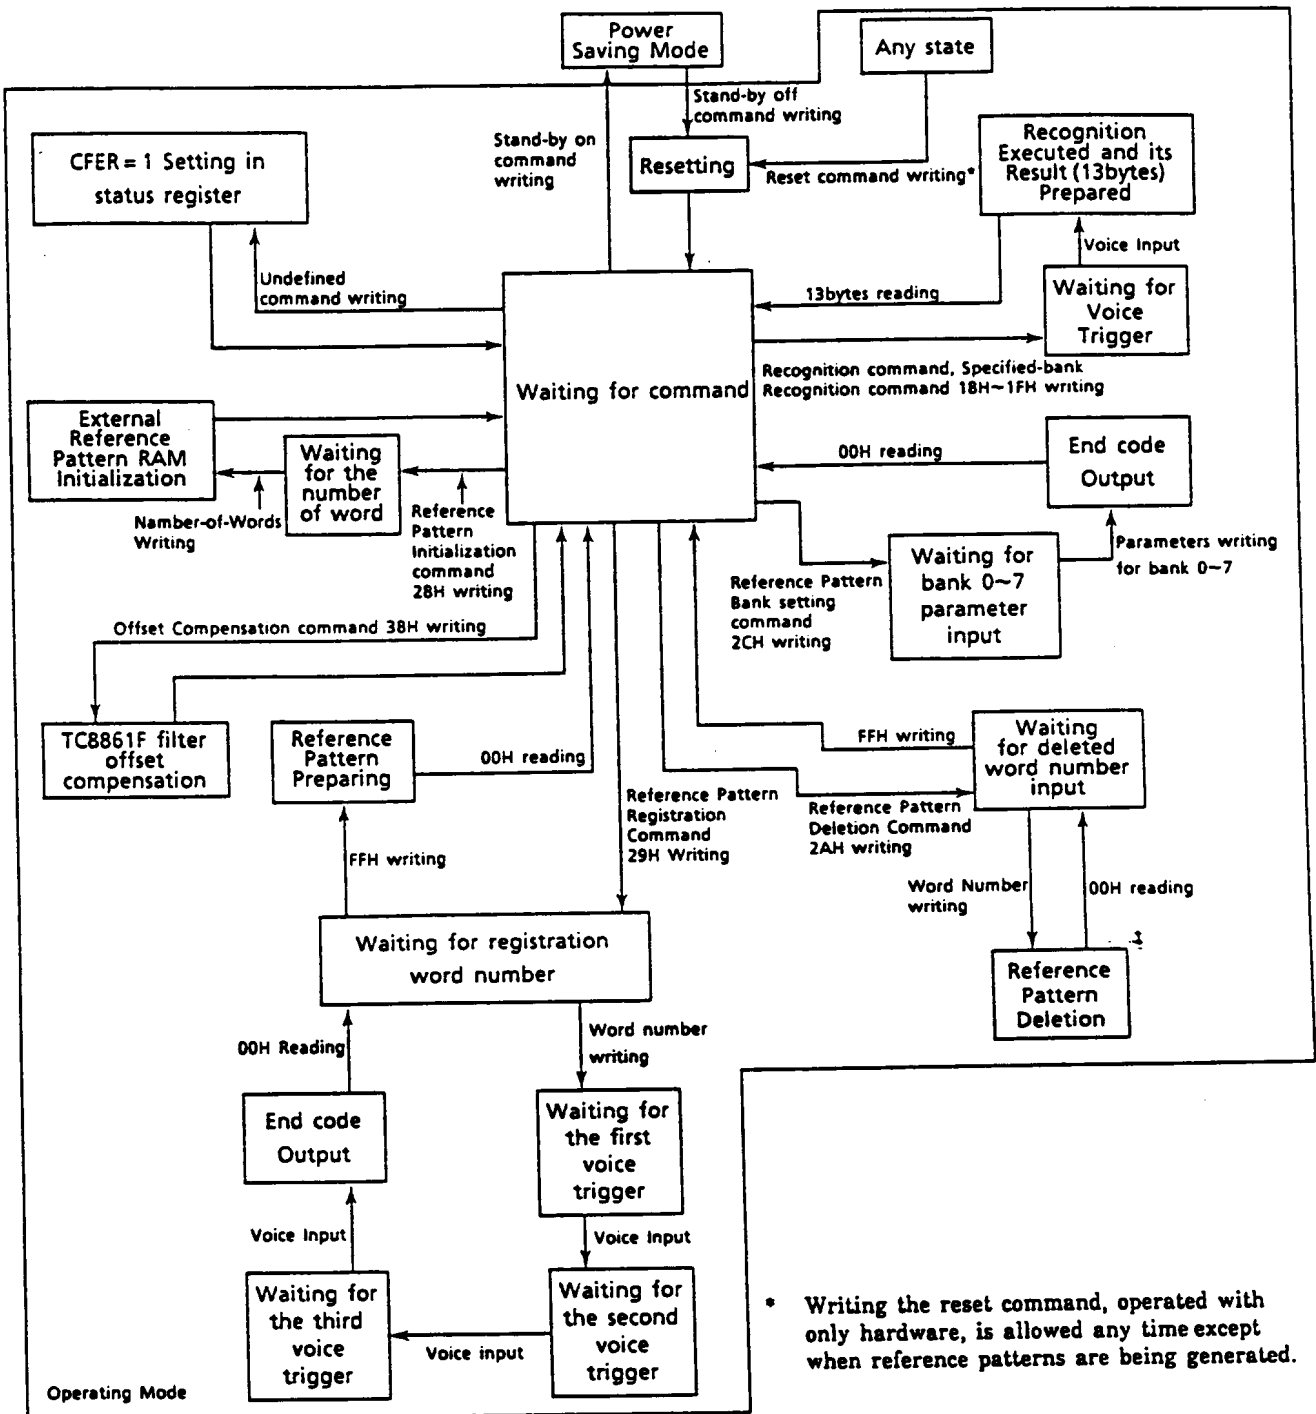 Power
Saving Mode
Any state
Stand-by off
command writing
Stand-by on
command
writing
Resetting
Reset command writing*
Recognition
Executed and its
Result (13bytes)
Prepared
CFER = 1 Setting in
status register
Voice Input
Undefined
command writing
13bytes reading
Waiting for
Voice
Trigger
Waiting for command
Recognition command, Specified-bank
Recognition command 18H~1FH writing
External
Reference
Pattern RAM
Initialization
Waiting
for the
number
of word
00H reading
End code
Output
Namber-of-Words
Writing
Reference
Pattern
Initialization
command
28H writing
Reference Pattern
Bank setting
command
2CH writing
Waiting for
bank 0~7
parameter
input
Parameters writing
for bank 0~7
Offset Compensation command 38H writing
TC8861F filter
offset
compensation
Reference
Pattern
Preparing
00H reading
FFH writing
Waiting
for deleted
word number
input
Reference Pattern
Registration
Command
29H Writing
Reference Pattern
Deletion Command
2AH writing
FFH writing
Word Number
writing
00H reading
Waiting for registration
word number
Reference
Pattern
Deletion
00H Reading
Word number
writing
End code
Output
Waiting for
the first
voice
trigger
Voice Input
Voice Input
Waiting for
the third
voice
trigger
Voice input
Waiting for
the second
voice
trigger
* Writing the reset command, operated with
only hardware, is allowed any time except
when reference patterns are being generated.
Operating Mode